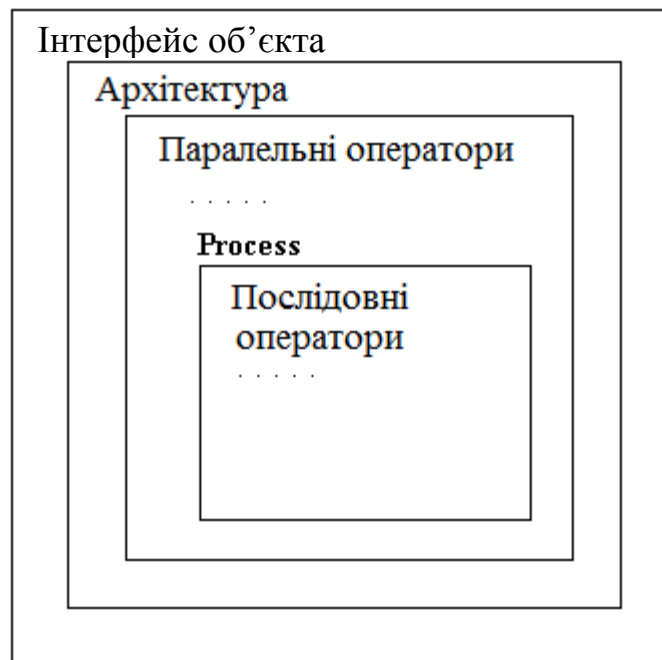 Інтерфейс об’єкта
Архітектура
Паралельні оператори
. . . . .
Process
Послідовні
оператори
. . . . .